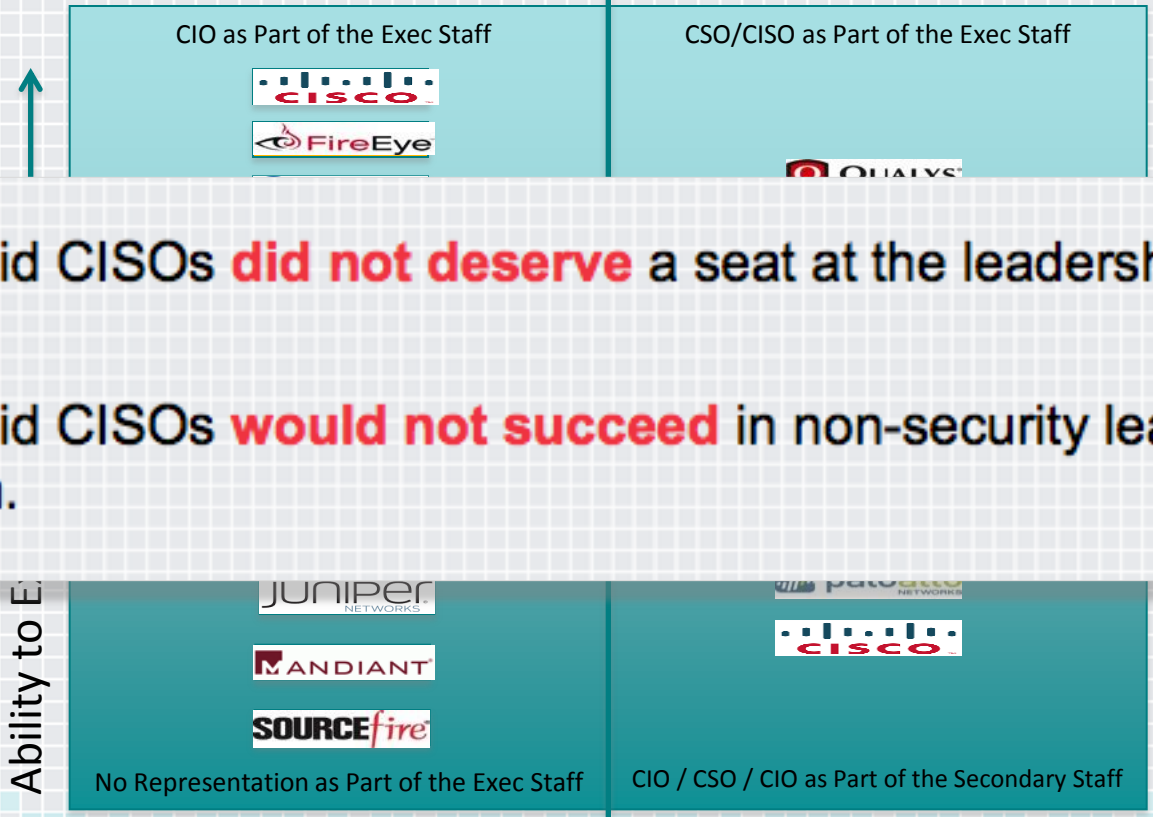 CIO as Part of the Exec Staff
CSO/CISO as Part of the Exec Staff
CISCO
FireEye
QUALYS
id CISOs did not deserve a seat at the leadersh
id CISOs would not succeed in non-security lea
.
Ability to E
JUNIPER
NETWORKS
paloalto
NETWORKS
CISCO
MANDIANT
SOURCEfire
No Representation as Part of the Exec Staff
CIO / CSO / CIO as Part of the Secondary Staff